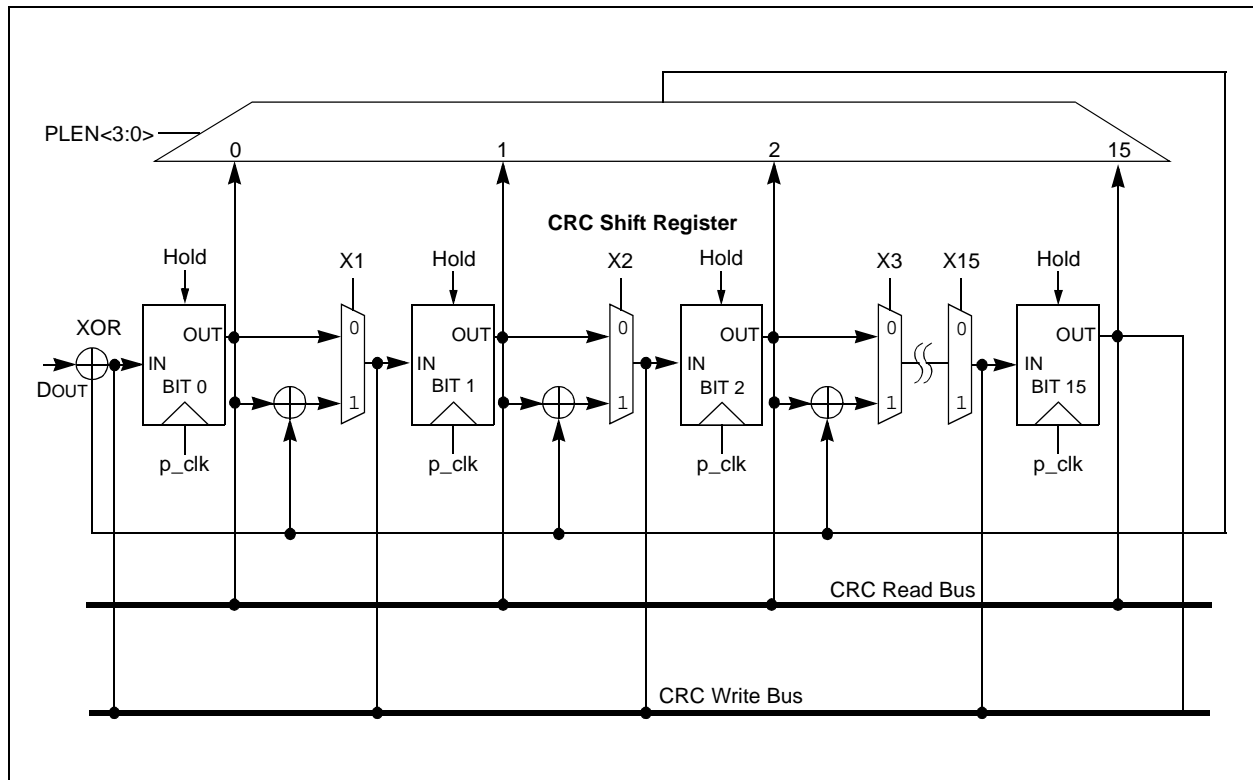 PLEN<3:0>
0 1 2 15
CRC Shift Register
Hold X1 Hold X2 Hold X3 X15 Hold
XOR
OUT 0 OUT 0 OUT 0 0 OUT
IN IN IN IN
DOUT
BIT 0 1 BIT 1 1 BIT 2 1 1 BIT 15
p_clk p_clk p_clk p_clk
CRC Read Bus
CRC Write Bus